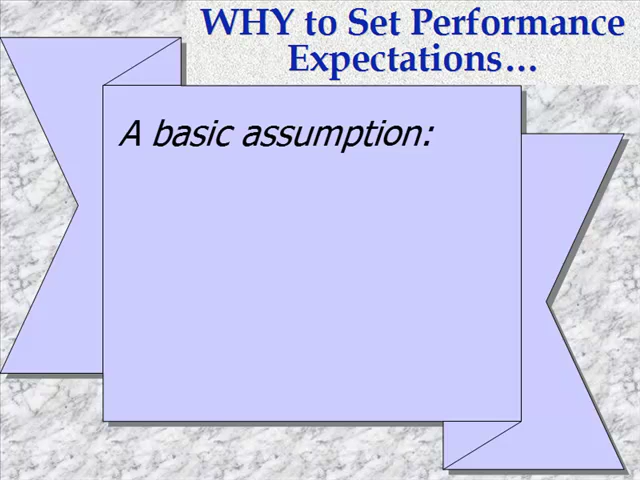 WHY to Set Performance
Expectations…
A basic assumption: